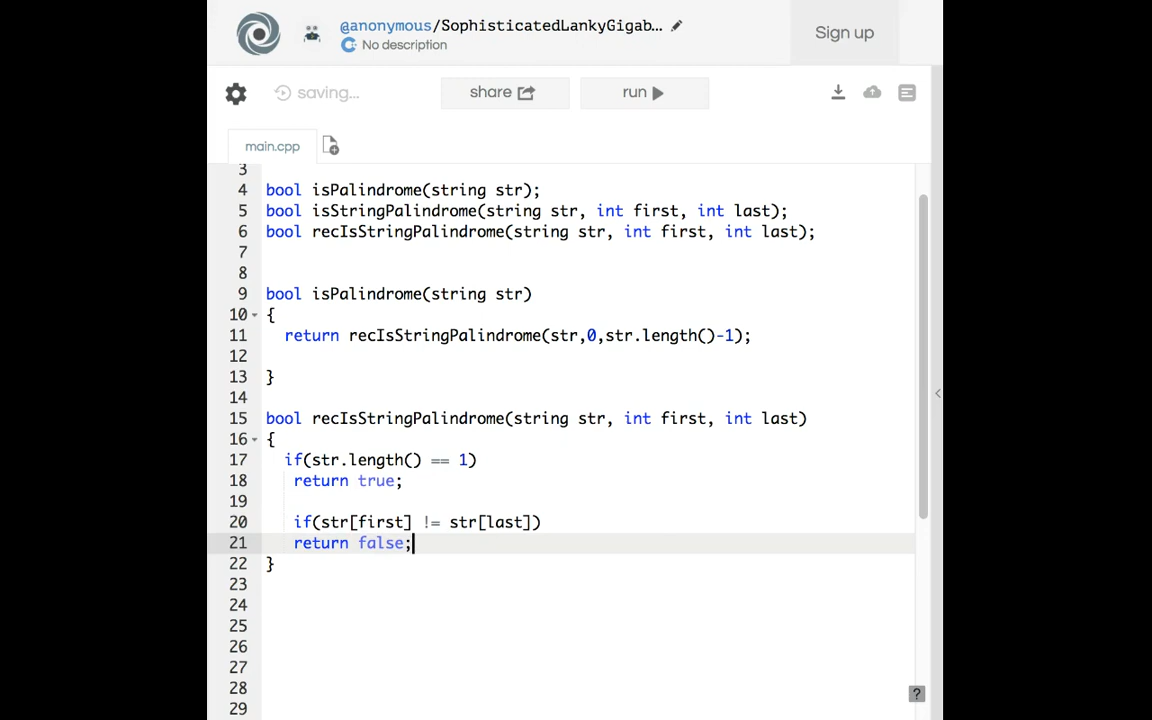 @anonymous/SophisticatedLankyGigab...
No description
Sign up
saving...
share
run
main.cpp
3
4 bool isPalindrome(string str);
5 bool isStringPalindrome(string str, int first, int last);
6 bool recIsStringPalindrome(string str, int first, int last);
7
8
9 bool isPalindrome(string str)
10 {
11 return recIsStringPalindrome(str,0,str.length()-1);
12
13 }
14
15 bool recIsStringPalindrome(string str, int first, int last)
16 {
17 if(str.length() == 1)
18 return true;
19
20 if(str[first] != str[last])
21 return false;
22 }
23
24
25
26
27
28
29
?